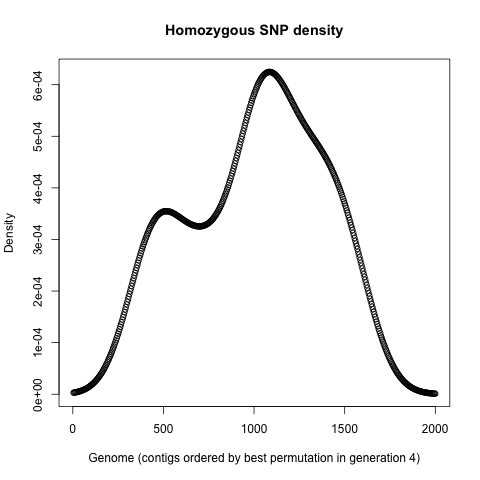 Homozygous SNP density
Density
6e-04
5e-04
4e-04
3e-04
2e-04
1e-04
0e+00
0 500 1000 1500 2000
Genome (contigs ordered by best permutation in generation 4)